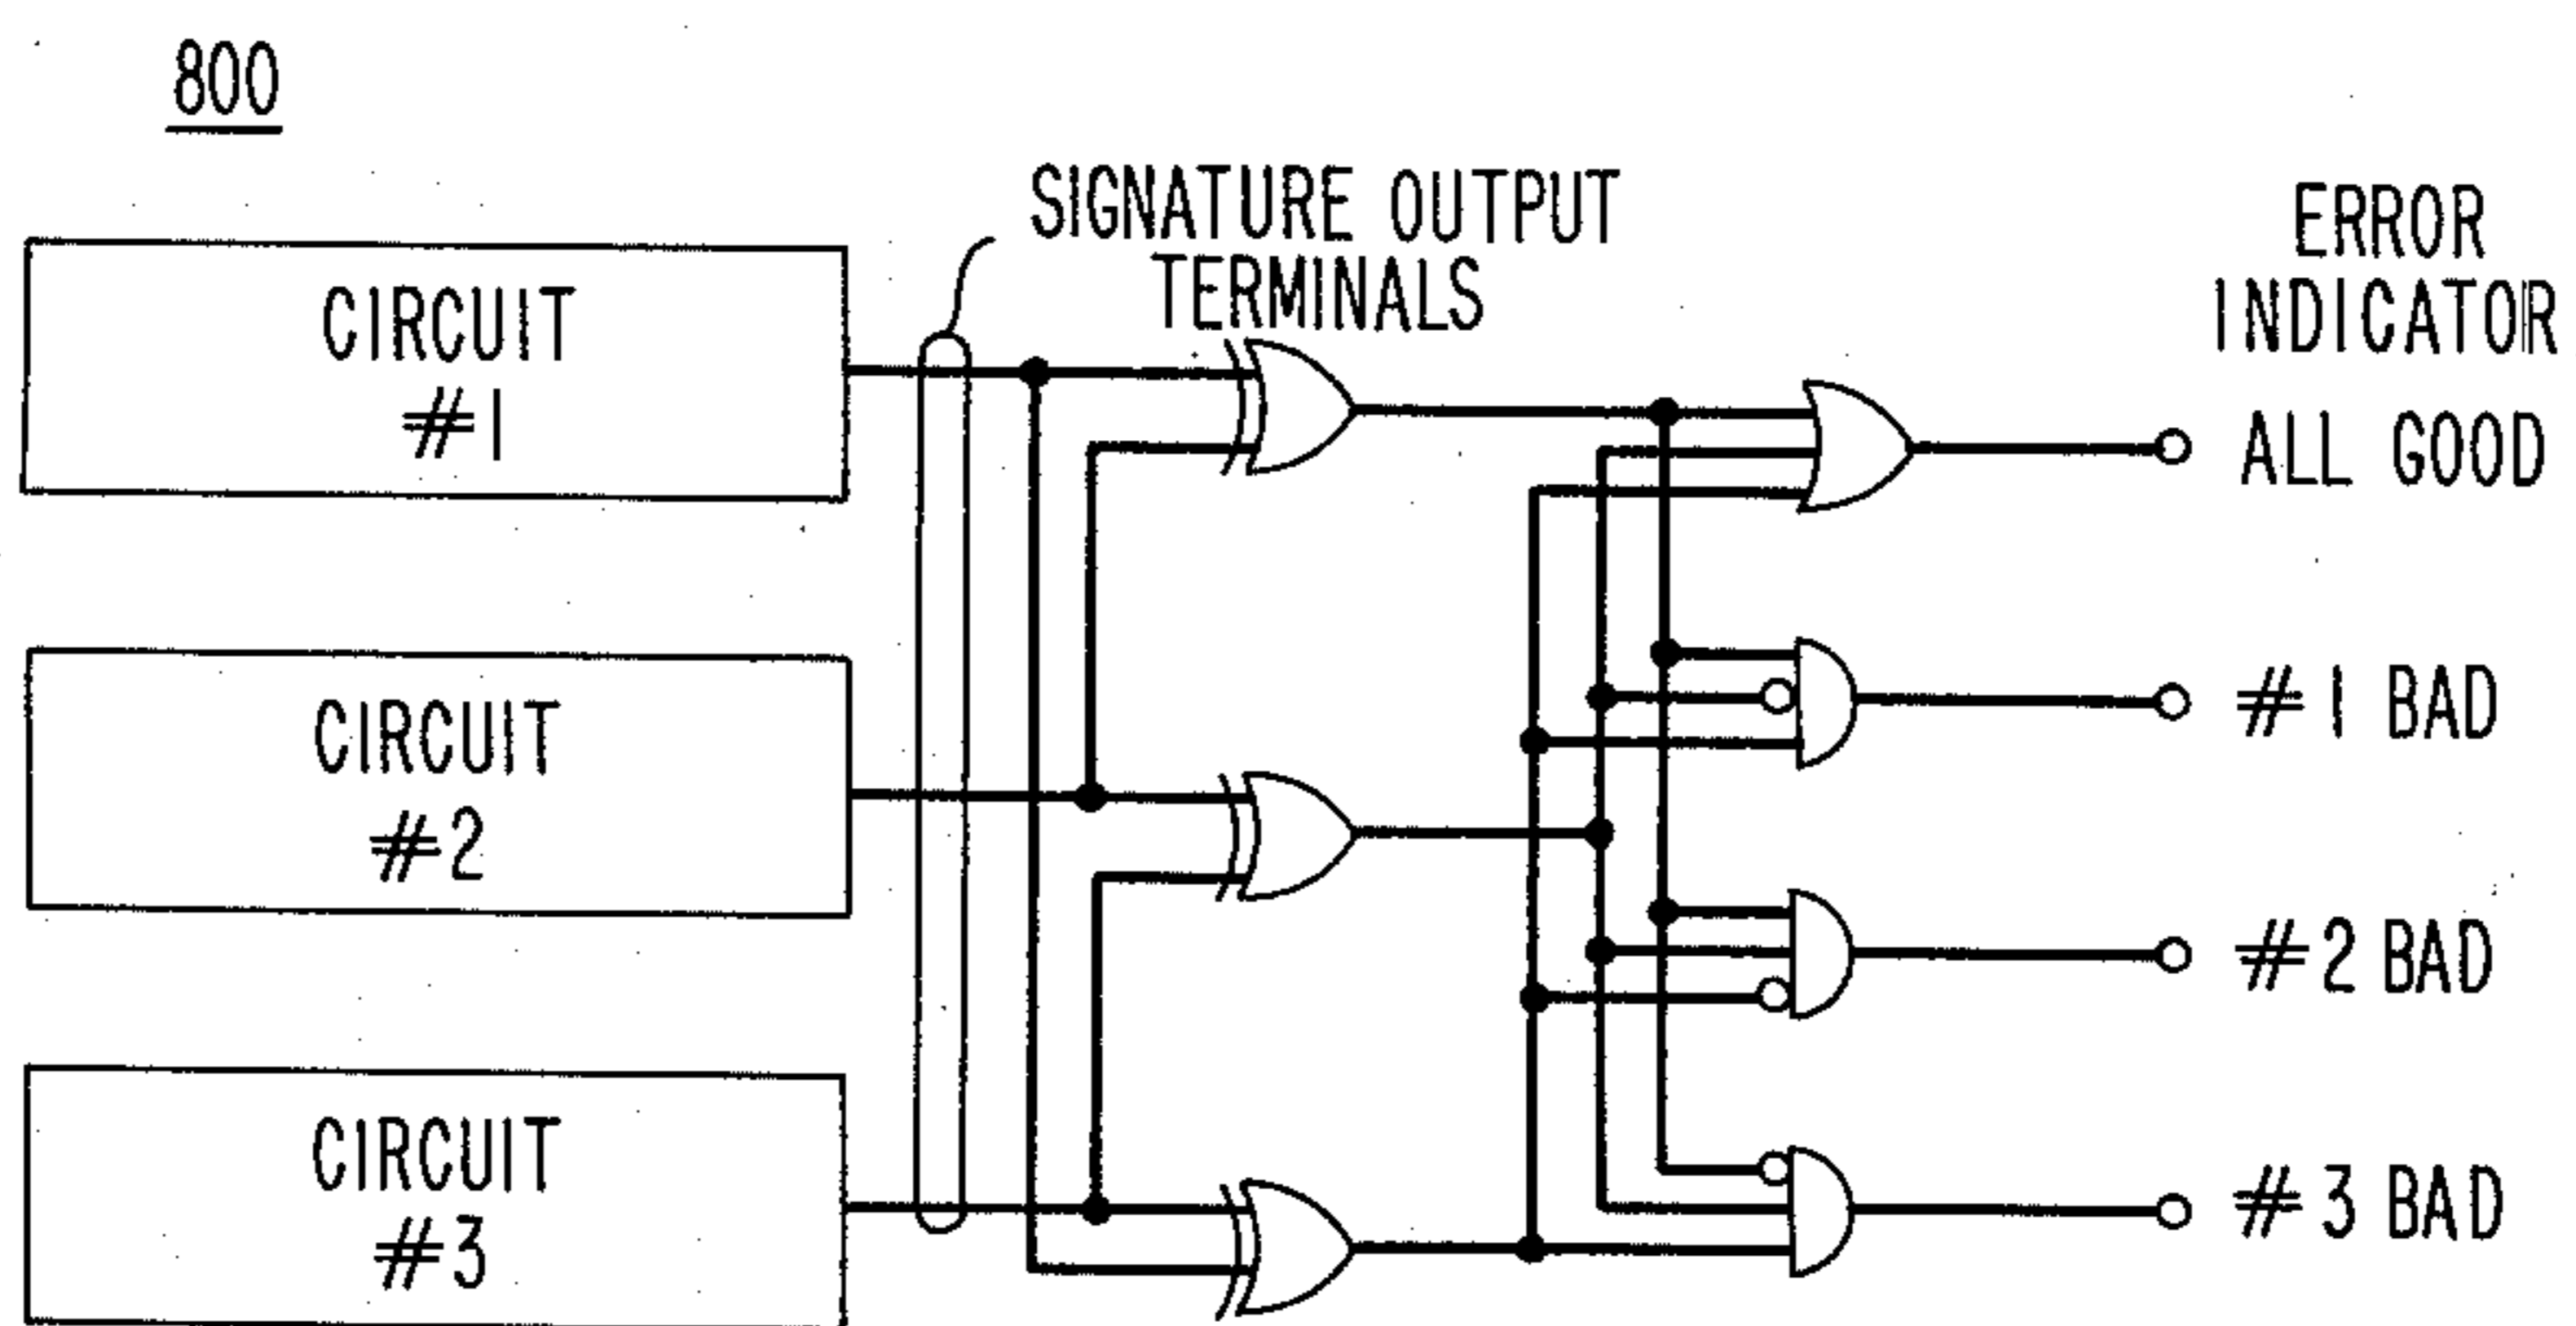 800
SIGNATURE OUTPUT
TERMINALS
ERROR
INDICATOR
CIRCUIT
#1
ALL GOOD
CIRCUIT
#2
#1 BAD
#2 BAD
CIRCUIT
#3
#3 BAD